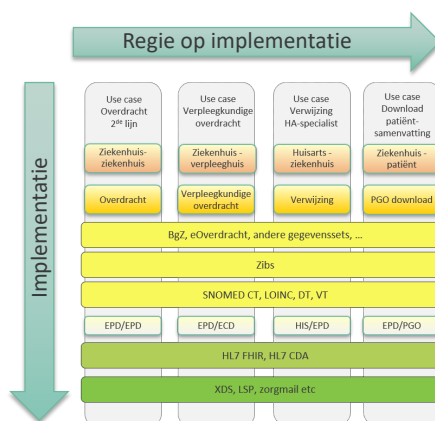 Regie op implementatie
Implementatie
Use case
Overdracht
2de lijn
Use case
Verpleegkundige
overdracht
Use case
Verwijzing
HA-specialist
Use case
Download
patiënt-
samenvatting
Ziekenhuis-
ziekenhuis
Ziekenhuis -
verpleeghuis
Huisarts -
ziekenhuis
Ziekenhuis -
patiënt
Overdracht
Verpleegkundige
overdracht
Verwijzing
PGO download
BgZ, eOverdracht, andere gegevenssets, ...
Zibs
SNOMED CT, LOINC, DT, VT
EPD/EPD
EPD/ECD
HIS/EPD
EPD/PGO
HL7 FHIR, HL7 CDA
XDS, LSP, zorgmail etc